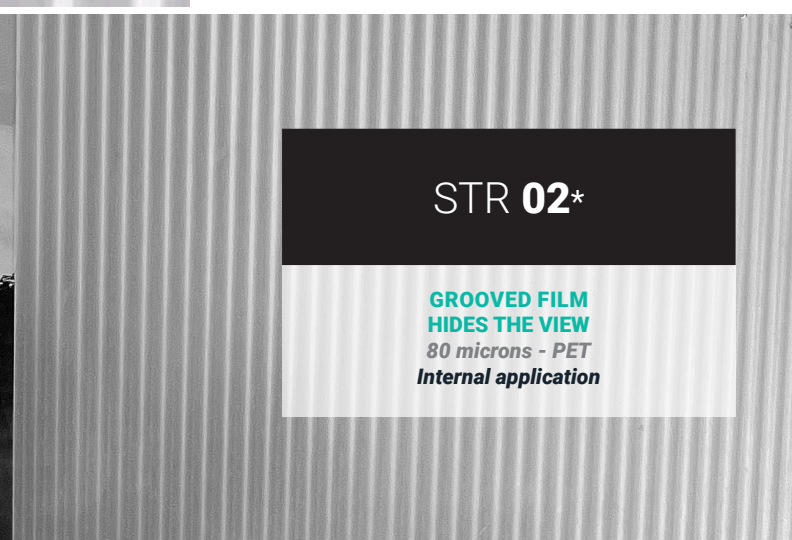 STR 02*
GROOVED FILM
HIDES THE VIEW
80 microns - PET
Internal application